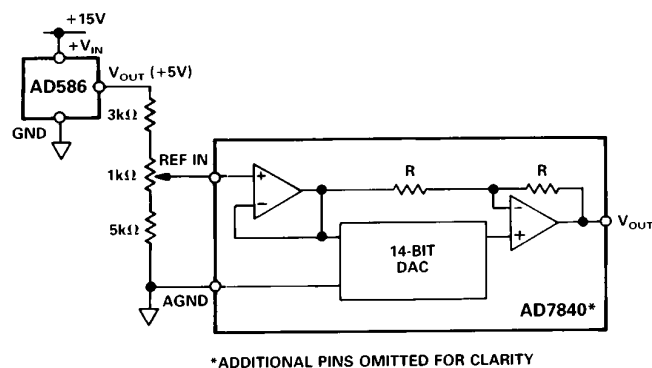 +15V
+VIN
AD586
VOUT (+5V)
GND
3kΩ
1kΩ
REF IN
5kΩ
AGND
+
−
R
R
−
+
14-BIT
DAC
VOUT
AD7840*
*ADDITIONAL PINS OMITTED FOR CLARITY